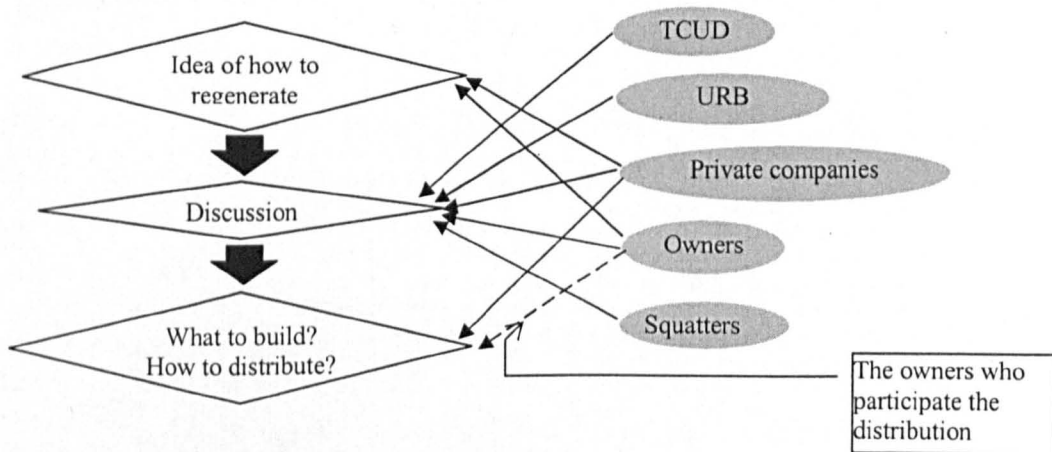 Idea of how to
regenerate
Discussion
What to build?
How to distribute?
TCUD
URB
Private companies
Owners
Squatters
The owners who
participate the
distribution